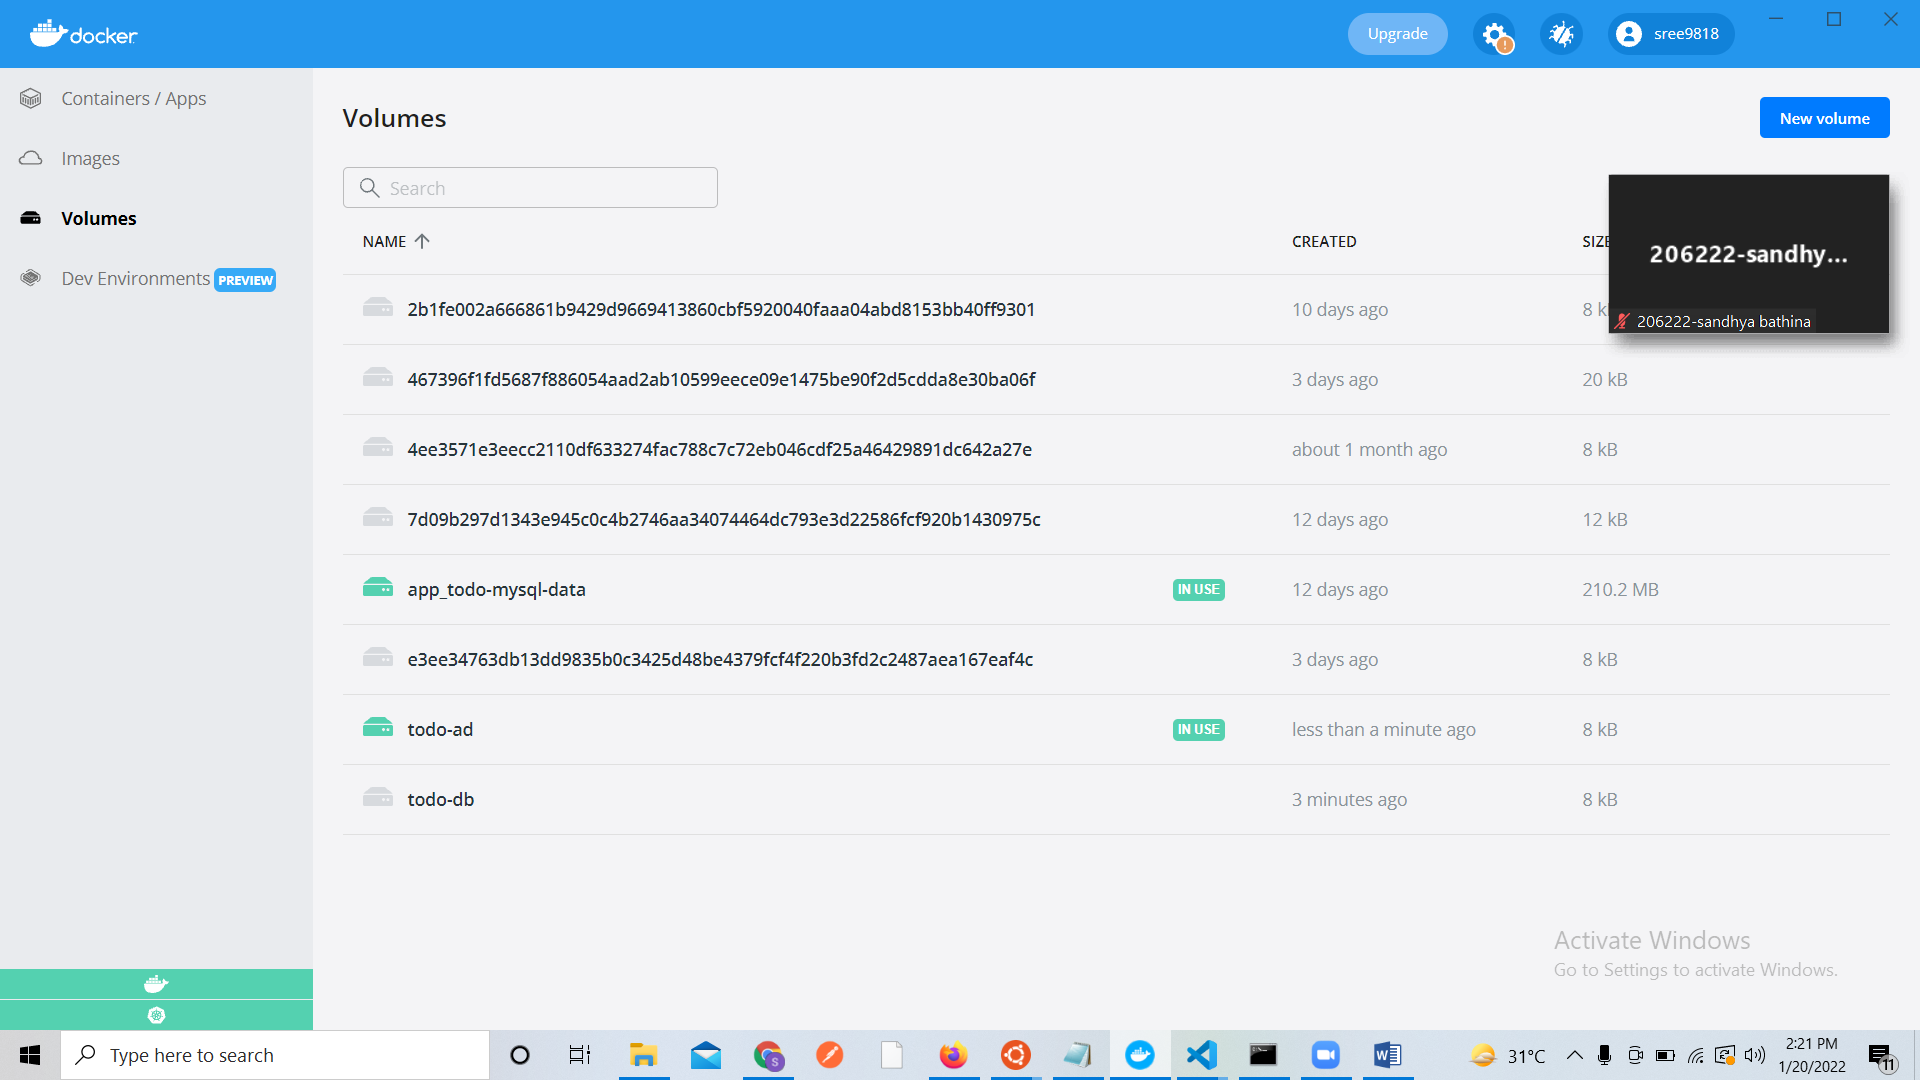 docker
Upgrade
sree9818
Containers / Apps
Images
Volumes
Dev Environments PREVIEW
Volumes
New volume
Search
NAME CREATED SIZE
2b1fe002a666861b9429d9669413860cbf5920040faaa04abd8153bb40ff9301 10 days ago 8
467396f1fd5687f886054aad2ab10599eece09e1475be90f2d5cdda8e30ba06f 3 days ago 20 kB
4ee3571e3eecc2110df633274fac788c7c72eb046cdf25a46429891dc642a27e about 1 month ago 8 kB
7d09b297d1343e945c0c4b2746aa34074464dc793e3d22586fcf920b1430975c 12 days ago 12 kB
app_todo-mysql-data IN USE 12 days ago 210.2 MB
e3ee34763db13dd9835b0c3425d48be4379fcf4f220b3fd2c2487aea167eaf4c 3 days ago 8 kB
todo-ad IN USE less than a minute ago 8 kB
todo-db 3 minutes ago 8 kB
206222-sandhy...
206222-sandhya bathina
Activate Windows
Go to Settings to activate Windows.
Type here to search
31°C
2:21 PM
1/20/2022
11